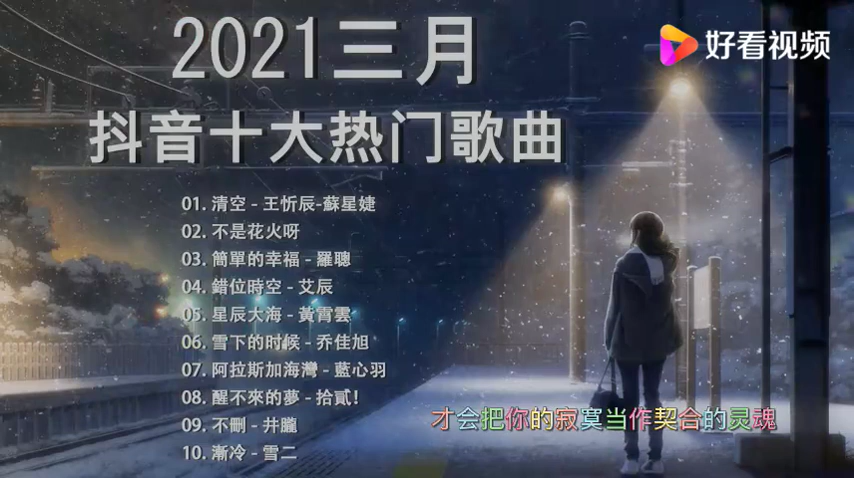 2021三月
好看视频
抖音十大热门歌曲
01. 清空 - 王忻辰-蘇星婕
02. 不是花火呀
03. 簡單的幸福 - 羅聰
04. 錯位時空 - 艾辰
05. 星辰大海 - 黃霄雲
06. 雪下的时候 - 乔佳旭
07. 阿拉斯加海灣 - 藍心羽
08. 醒不來的夢 - 拾貳!
09. 不刪 - 井朧
10. 漸冷 - 雪二
才会把你的寂寞当作契合的灵魂